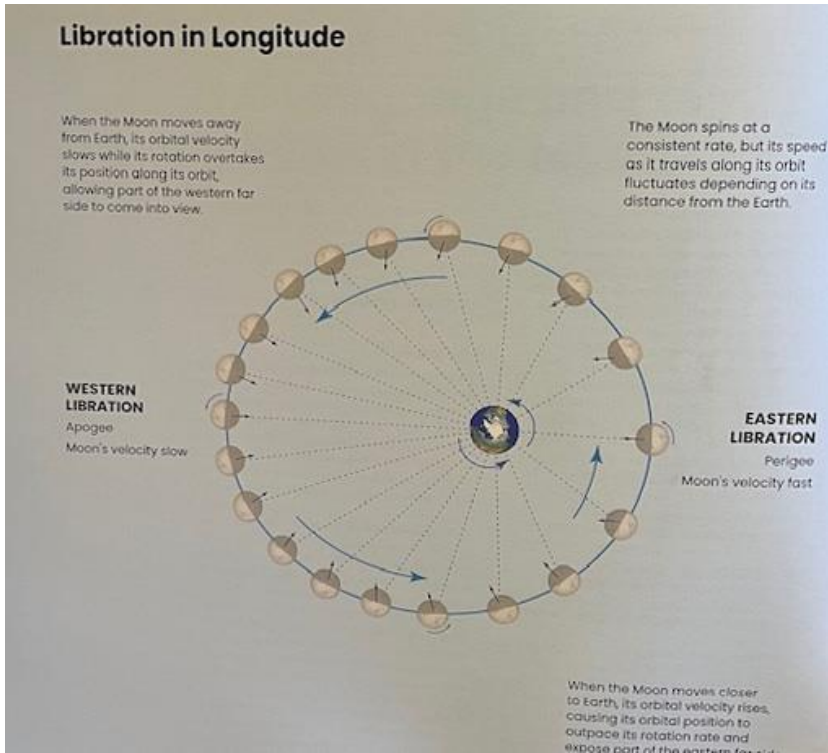 Libration in Longitude
When the Moon moves away
from Earth, its orbital velocity
slows while its rotation overtakes
its position along its orbit,
allowing part of the western far
side to come into view.
The Moon spins at a
consistent rate, but its speed
as it travels along its orbit
fluctuates depending on its
distance from the Earth.
WESTERN
LIBRATION
Apogee
Moon's velocity slow
EASTERN
LIBRATION
Perigee
Moon's velocity fast
When the Moon moves closer
to Earth, its orbital velocity rises,
causing its orbital position to
outpace its rotation rate and
expose part of the eastern far side